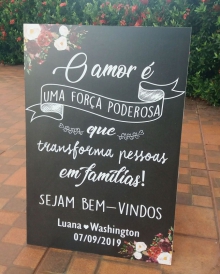 O amor é
UMA FORÇA PODEROSA
que
transforma pessoas
em famílias!
SEJAM BEM-VINDOS
Luana ♥ Washington
07/09/2019